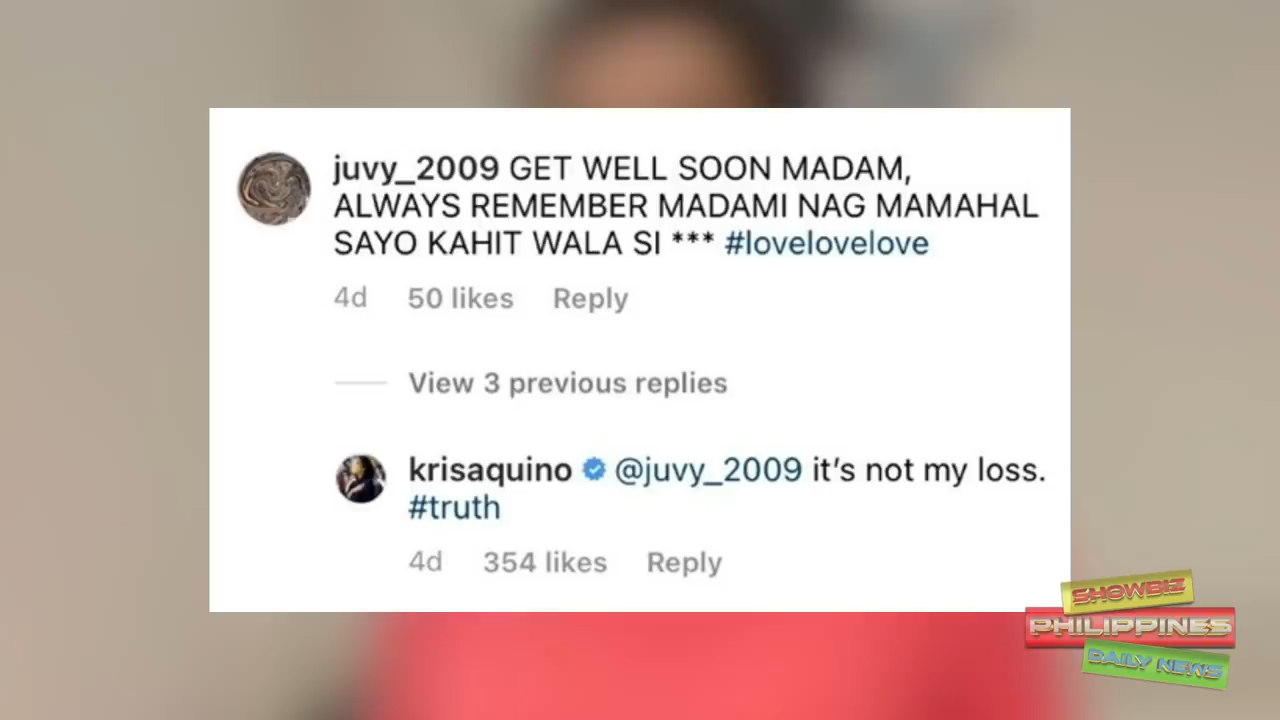 juvy_2009 GET WELL SOON MADAM,
ALWAYS REMEMBER MADAMI NAG MAMAHAL
SAYO KAHIT WALA SI *** #lovelovelove
4d 50 likes Reply
View 3 previous replies
krisaquino @juvy_2009 it's not my loss.
#truth
4d 354 likes Reply
SHOWBIZ
PHILIPPINES
DAILY NEWS